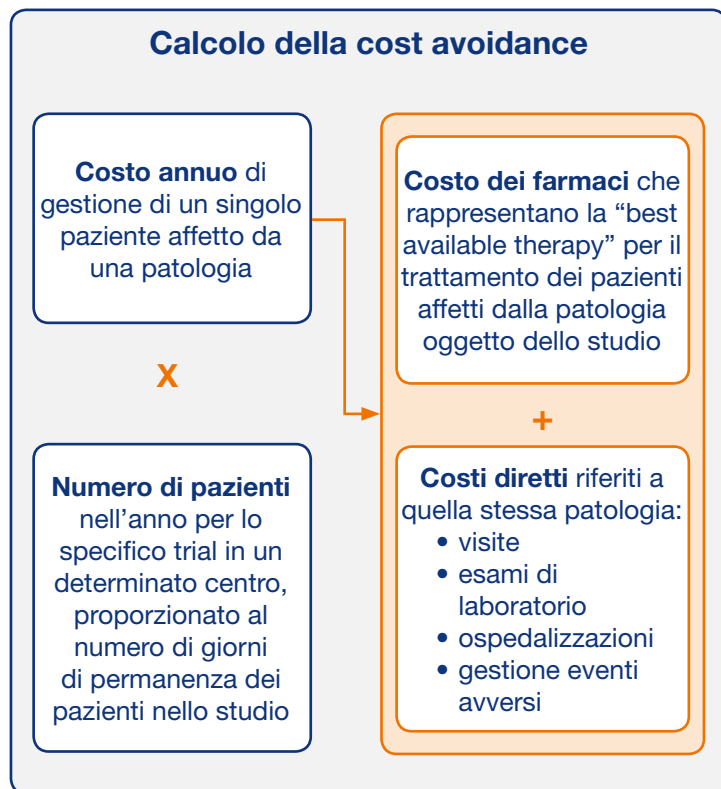 Calcolo della cost avoidance
Costo annuo di
gestione di un singolo
paziente affetto da
una patologia
X
Numero di pazienti
nell’anno per lo
specifico trial in un
determinato centro,
proporzionato al
numero di giorni
di permanenza dei
pazienti nello studio
Costo dei farmaci che
rappresentano la “best
available therapy” per il
trattamento dei pazienti
affetti dalla patologia
oggetto dello studio
+
Costi diretti riferiti a
quella stessa patologia:
• visite
• esami di
laboratorio
• ospedalizzazioni
• gestione eventi
avversi